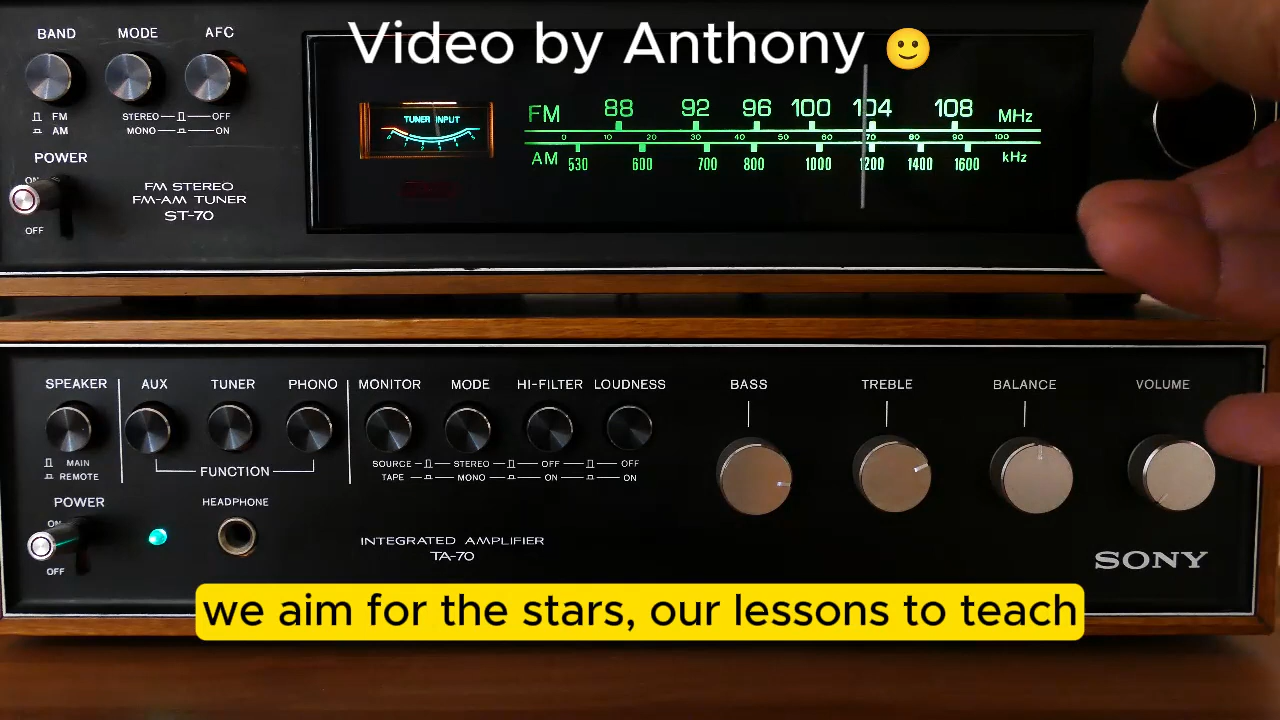 Video by Anthony 🙂
BAND MODE AFC
FM
AM
STEREO OFF
MONO ON
POWER
ON
OFF
FM STEREO
FM-AM TUNER
ST-70
TUNER INPUT
FM 88 92 96 100 104 108 MHz
0 10 20 30 40 50 60 70 80 90 100
AM 530 600 700 800 1000 1200 1400 1600 kHz
SPEAKER AUX TUNER PHONO MONITOR MODE HI-FILTER LOUDNESS BASS TREBLE BALANCE VOLUME
MAIN
REMOTE
FUNCTION
SOURCE STEREO OFF OFF
TAPE MONO ON ON
POWER
ON
OFF
HEADPHONE
INTEGRATED AMPLIFIER
TA-70
SONY
we aim for the stars, our lessons to teach